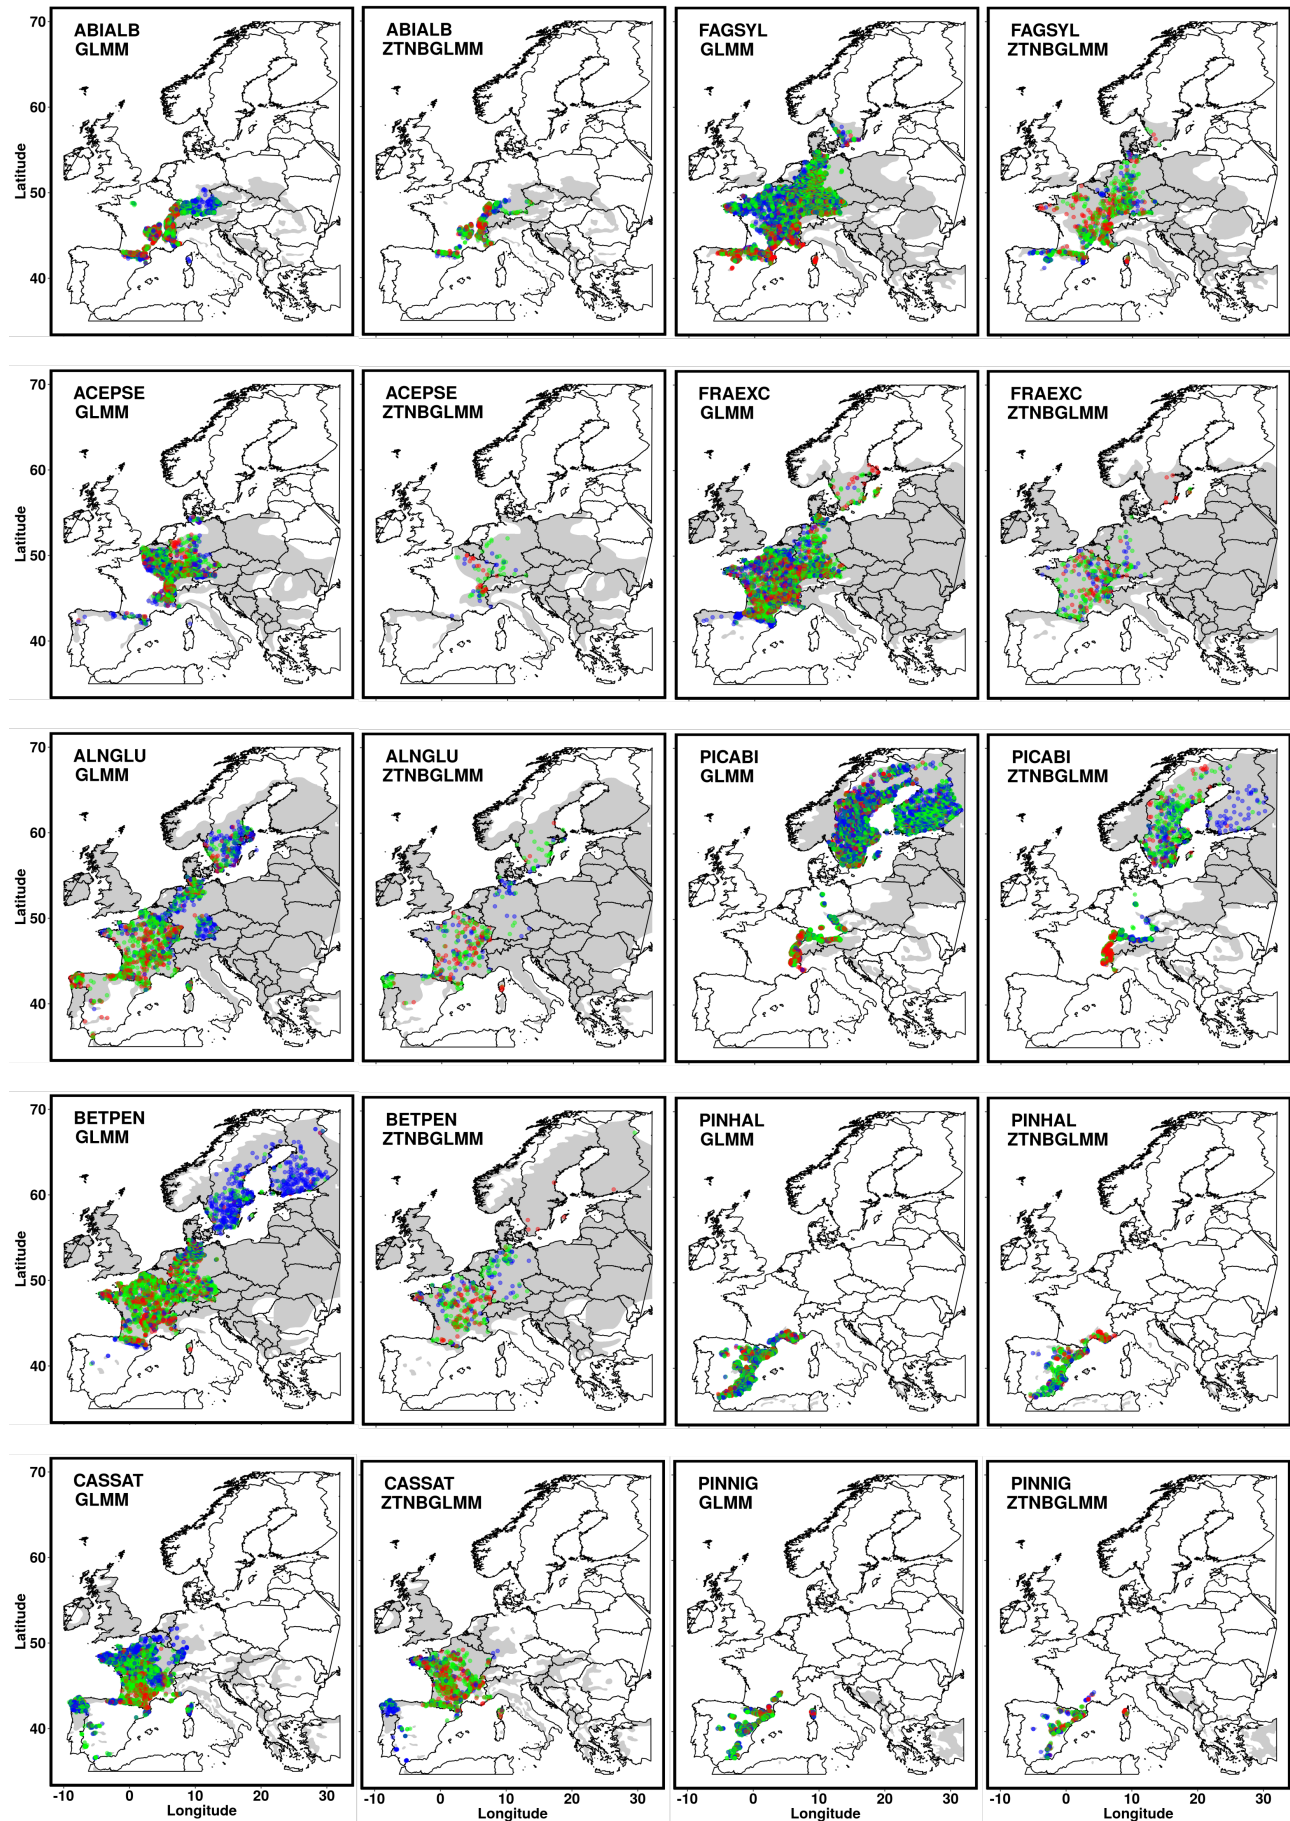 ABIALB
GLMM
ABIALB
ZTNBGLMM
FAGSYL
GLMM
FAGSYL
ZTNBGLMM
70
60
50
40
Latitude
ACEPSE
GLMM
ACEPSE
ZTNBGLMM
FRAEXC
GLMM
FRAEXC
ZTNBGLMM
70
60
50
40
Latitude
ALNGLU
GLMM
ALNGLU
ZTNBGLMM
PICABI
GLMM
PICABI
ZTNBGLMM
70
60
50
40
Latitude
BETPEN
GLMM
BETPEN
ZTNBGLMM
PINHAL
GLMM
PINHAL
ZTNBGLMM
70
60
50
40
Latitude
CASSAT
GLMM
CASSAT
ZTNBGLMM
PINNIG
GLMM
PINNIG
ZTNBGLMM
70
60
50
40
Latitude
-10 0 10 20 30
Longitude
-10 0 10 20 30
Longitude
-10 0 10 20 30
Longitude
-10 0 10 20 30
Longitude